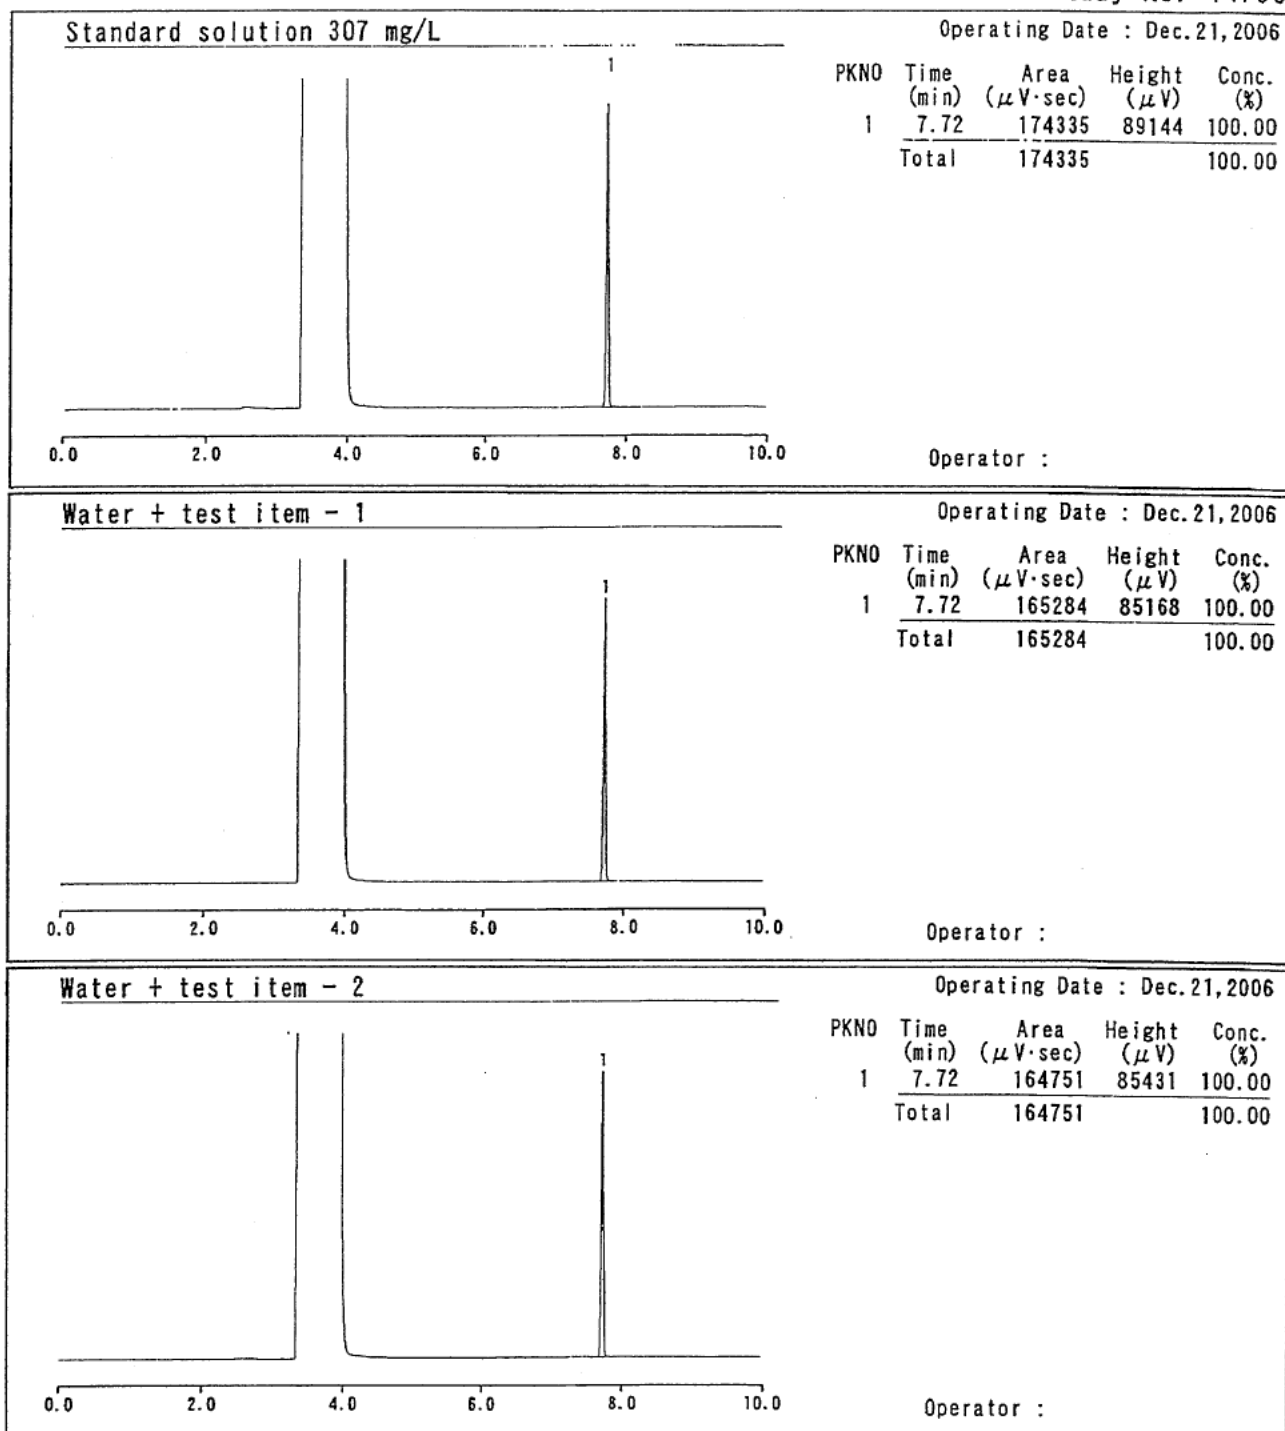 Standard solution 307 mg/L
Operating Date : Dec.21,2006
PKNO Time Area Height Conc.
(min) (μV·sec) (μV) (%)
1 7.72 174335 89144 100.00
Total 174335 100.00
1
0.0 2.0 4.0 6.0 8.0 10.0
Operator :
Water + test item - 1
Operating Date : Dec.21,2006
PKNO Time Area Height Conc.
(min) (μV·sec) (μV) (%)
1 7.72 165284 85168 100.00
Total 165284 100.00
1
0.0 2.0 4.0 6.0 8.0 10.0
Operator :
Water + test item - 2
Operating Date : Dec.21,2006
PKNO Time Area Height Conc.
(min) (μV·sec) (μV) (%)
1 7.72 164751 85431 100.00
Total 164751 100.00
1
0.0 2.0 4.0 6.0 8.0 10.0
Operator :